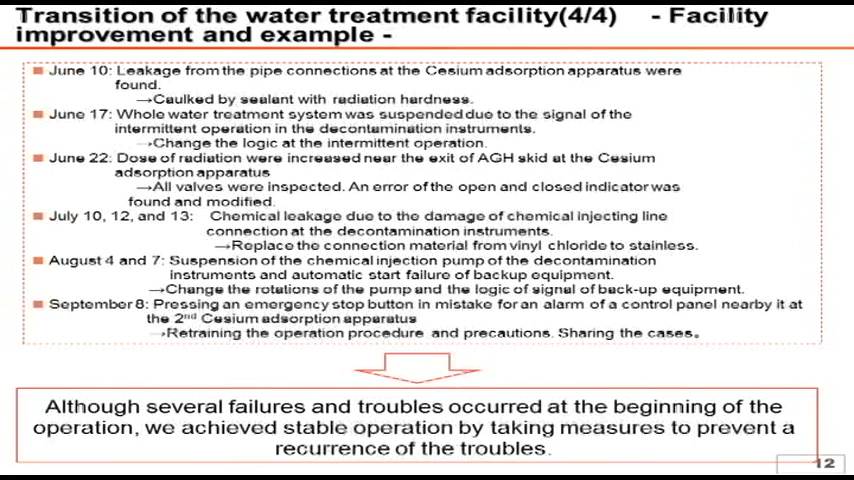 Transition of the water treatment facility(4/4) - Facility
improvement and example -
June 10: Leakage from the pipe connections at the Cesium adsorption apparatus were
found.
→Caulked by sealant with radiation hardness.
June 17: Whole water treatment system was suspended due to the signal of the
intermittent operation in the decontamination instruments.
→Change the logic at the intermittent operation.
June 22: Dose of radiation were increased near the exit of AGH skid at the Cesium
adsorption apparatus
→All valves were inspected. An error of the open and closed indicator was
found and modified.
July 10, 12, and 13: Chemical leakage due to the damage of chemical injecting line
connection at the decontamination instruments.
→Replace the connection material from vinyl chloride to stainless.
August 4 and 7: Suspension of the chemical injection pump of the decontamination
instruments and automatic start failure of backup equipment.
→Change the rotations of the pump and the logic of signal of back-up equipment.
September 8: Pressing an emergency stop button in mistake for an alarm of a control panel nearby it at
the 2nd Cesium adsorption apparatus
→Retraining the operation procedure and precautions. Sharing the cases。
Although several failures and troubles occurred at the beginning of the
operation, we achieved stable operation by taking measures to prevent a
recurrence of the troubles.
12